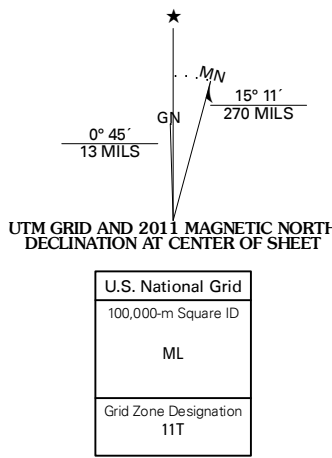 ★
MN
GN
15° 11´
270 MILS
0° 45´
13 MILS
UTM GRID AND 2011 MAGNETIC NORTH
DECLINATION AT CENTER OF SHEET
U.S. National Grid
100,000-m Square ID
ML
Grid Zone Designation
11T